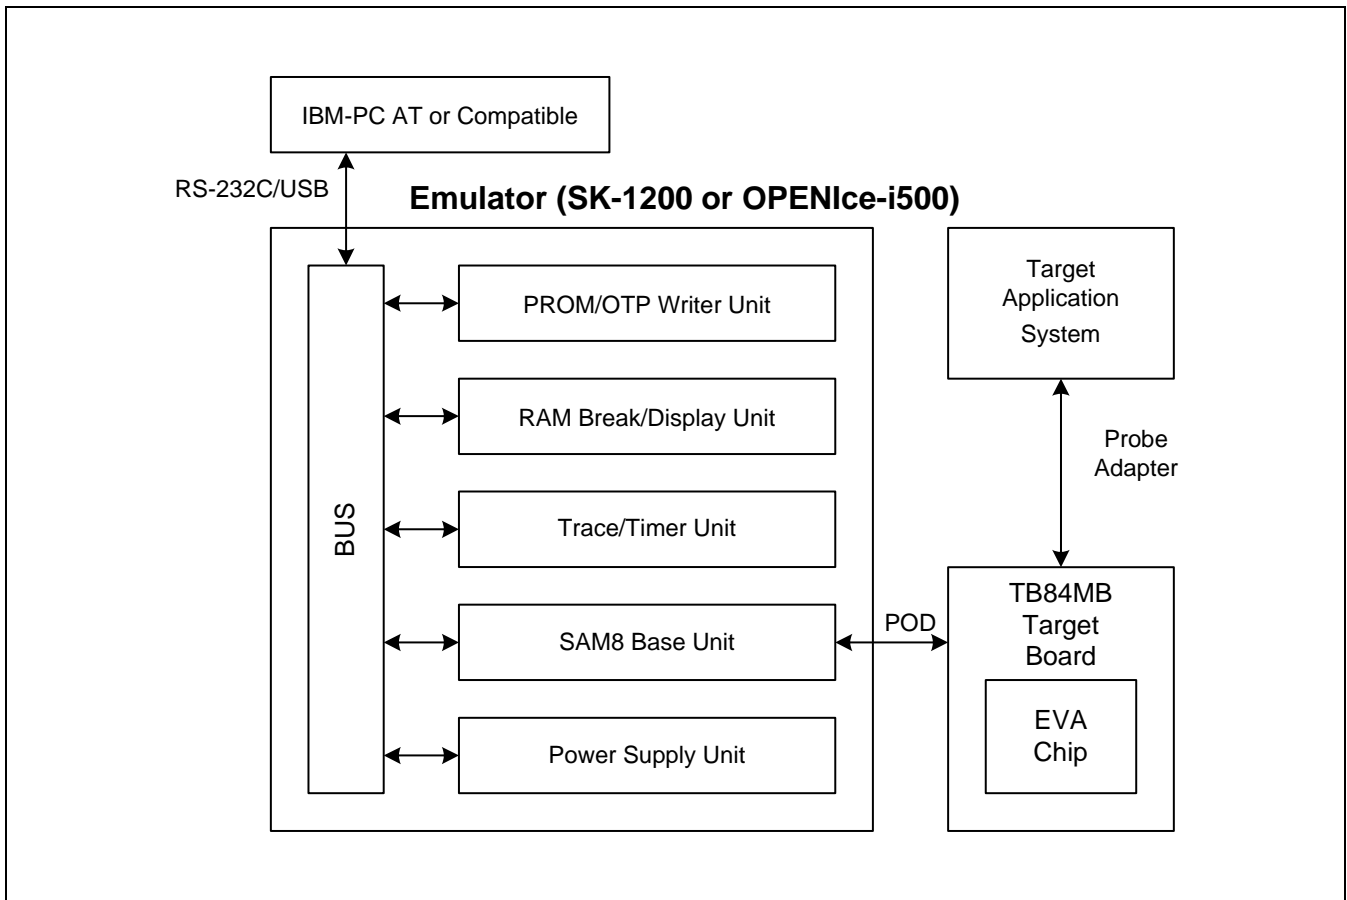 IBM-PC AT or Compatible
RS-232C/USB
Emulator (SK-1200 or OPENIce-i500)
BUS
PROM/OTP Writer Unit
RAM Break/Display Unit
Trace/Timer Unit
SAM8 Base Unit
Power Supply Unit
POD
Target
Application
System
Probe
Adapter
TB84MB
Target
Board
EVA
Chip